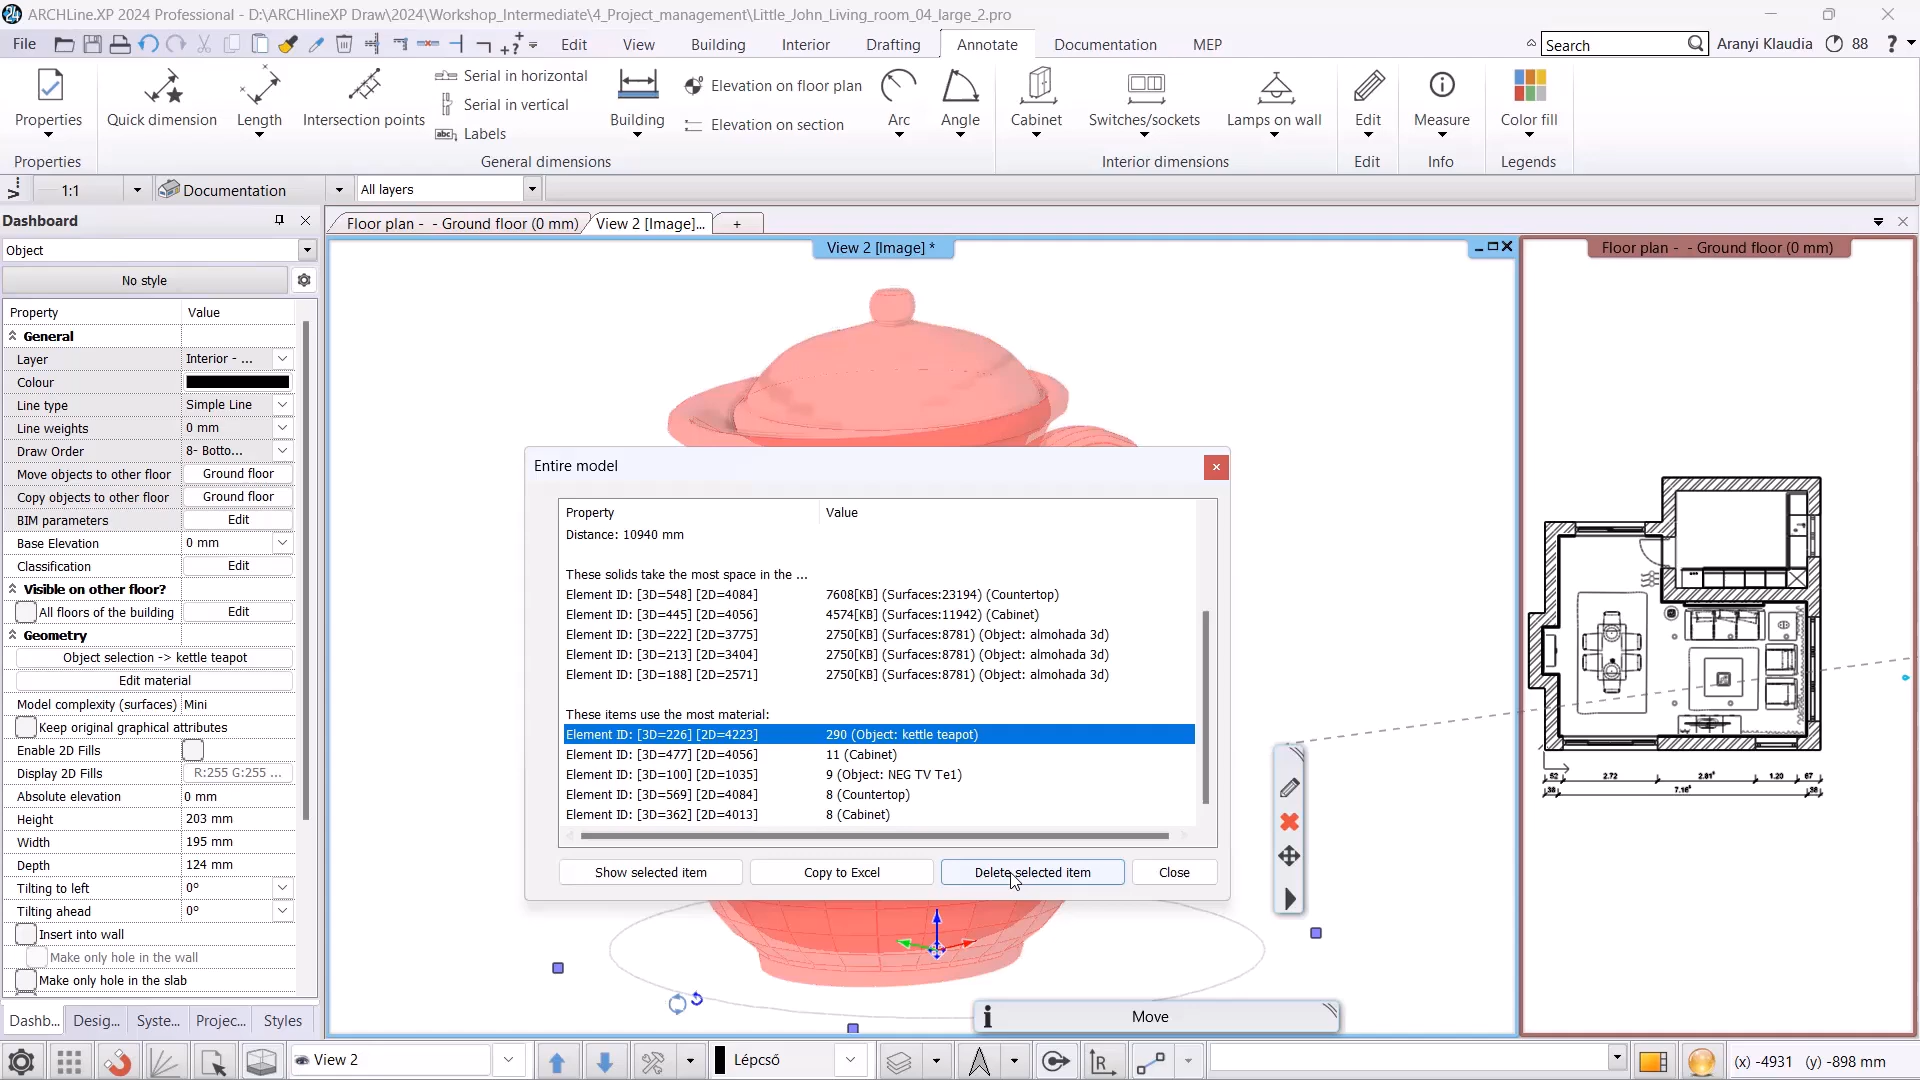 ARCHLineXP 2024 Professional - D:\ARCHlineXP Draw\2024\Workshop_Intermediate\4_Project_management\Little_John_Living_room_04_large_2.pro
File
Edit
View
Building
Interior
Drafting
Annotate
Documentation
MEP
Search
Aranyi Klaudia
88
?
Properties
Quick dimension
Length
Intersection points
Serial in horizontal
Serial in vertical
abc Labels
Building
Elevation on floor plan
Elevation on section
Arc
Angle
Cabinet
Switches/sockets
Lamps on wall
Edit
Measure
Color fill
Properties
General dimensions
Interior dimensions
Edit
Info
Legends
1:1
Documentation
All layers
Dashboard
Floor plan - - Ground floor (0 mm)
View 2 [Image]...
+
Object
View 2 [Image] *
Floor plan - - Ground floor (0 mm)
No style
Property Value
General
Layer Interior - ...
Colour
Line type Simple Line
Line weights 0 mm
Draw Order 8- Botto...
Move objects to other floor Ground floor
Copy objects to other floor Ground floor
BIM parameters Edit
Base Elevation 0 mm
Classification Edit
Visible on other floor?
All floors of the building Edit
Geometry
Object selection -> kettle teapot
Edit material
Model complexity (surfaces) Mini
Keep original graphical attributes
Enable 2D Fills
Display 2D Fills R:255 G:255 ...
Absolute elevation 0 mm
Height 203 mm
Width 195 mm
Depth 124 mm
Tilting to left 0°
Tilting ahead 0°
Insert into wall
Make only hole in the wall
Make only hole in the slab
Dashb...
Desig...
Syste...
Projec...
Styles
Entire model
Property Value
Distance: 10940 mm
These solids take the most space in the ...
Element ID: [3D=548] [2D=4084] 7608[KB] (Surfaces:23194) (Countertop)
Element ID: [3D=445] [2D=4056] 4574[KB] (Surfaces:11942) (Cabinet)
Element ID: [3D=222] [2D=3775] 2750[KB] (Surfaces:8781) (Object: almohada 3d)
Element ID: [3D=213] [2D=3404] 2750[KB] (Surfaces:8781) (Object: almohada 3d)
Element ID: [3D=188] [2D=2571] 2750[KB] (Surfaces:8781) (Object: almohada 3d)
These items use the most material:
Element ID: [3D=226] [2D=4223] 290 (Object: kettle teapot)
Element ID: [3D=477] [2D=4056] 11 (Cabinet)
Element ID: [3D=100] [2D=1035] 9 (Object: NEG TV Te1)
Element ID: [3D=569] [2D=4084] 8 (Countertop)
Element ID: [3D=362] [2D=4013] 8 (Cabinet)
Show selected item
Copy to Excel
Delete selected item
Close
52 2.72 2.81⁵ 1.20 67
38 7.16⁵ 38
Move
View 2
Lépcső
(x) -4931 (y) -898 mm